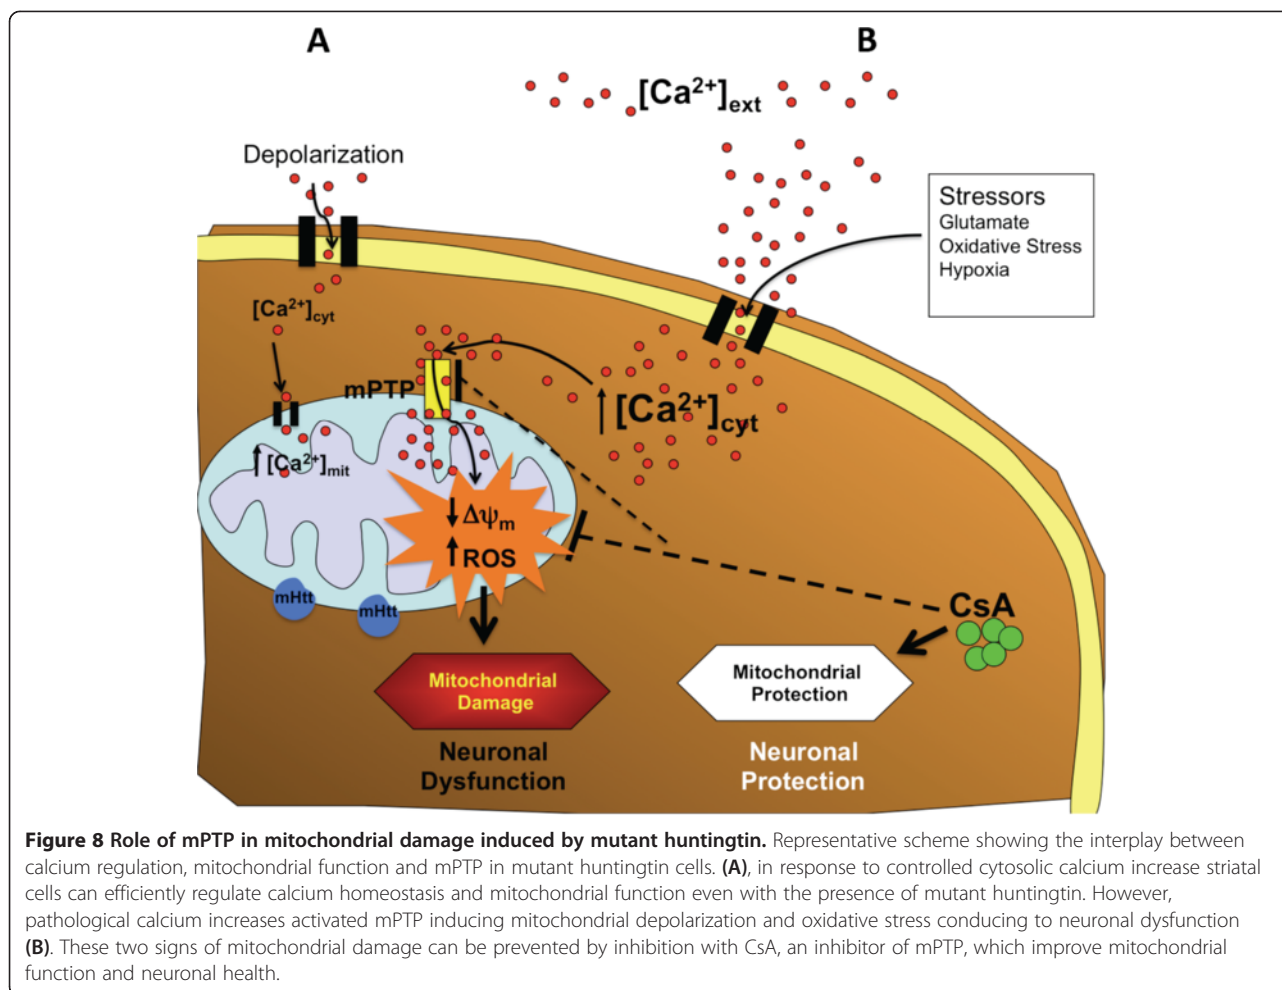 A
B
[Ca²⁺]ext
Depolarization
Stressors
Glutamate
Oxidative Stress
Hypoxia
[Ca²⁺]cyt
mPTP
[Ca²⁺]cyt
[Ca²⁺]mit
Δψm
ROS
mHtt
mHtt
CsA
Mitochondrial
Damage
Mitochondrial
Protection
Neuronal
Dysfunction
Neuronal
Protection
Figure 8 Role of mPTP in mitochondrial damage induced by mutant huntingtin. Representative scheme showing the interplay between
calcium regulation, mitochondrial function and mPTP in mutant huntingtin cells. (A), in response to controlled cytosolic calcium increase striatal
cells can efficiently regulate calcium homeostasis and mitochondrial function even with the presence of mutant huntingtin. However,
pathological calcium increases activated mPTP inducing mitochondrial depolarization and oxidative stress conducing to neuronal dysfunction
(B). These two signs of mitochondrial damage can be prevented by inhibition with CsA, an inhibitor of mPTP, which improve mitochondrial
function and neuronal health.